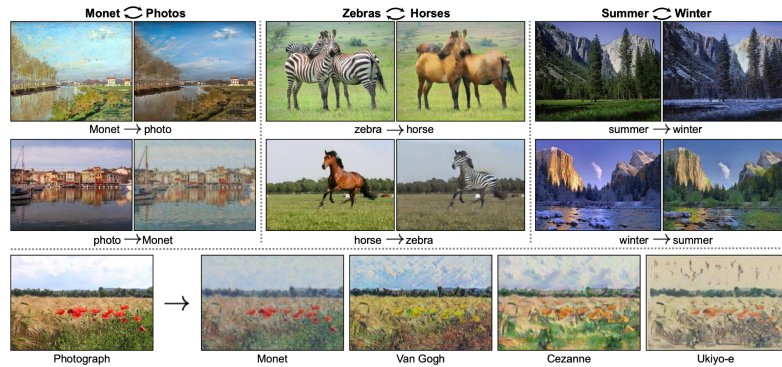 Monet Photos
Zebras Horses
Summer Winter
Monet → photo
zebra → horse
summer → winter
photo → Monet
horse → zebra
winter → summer
Photograph
→
Monet
Van Gogh
Cezanne
Ukiyo-e